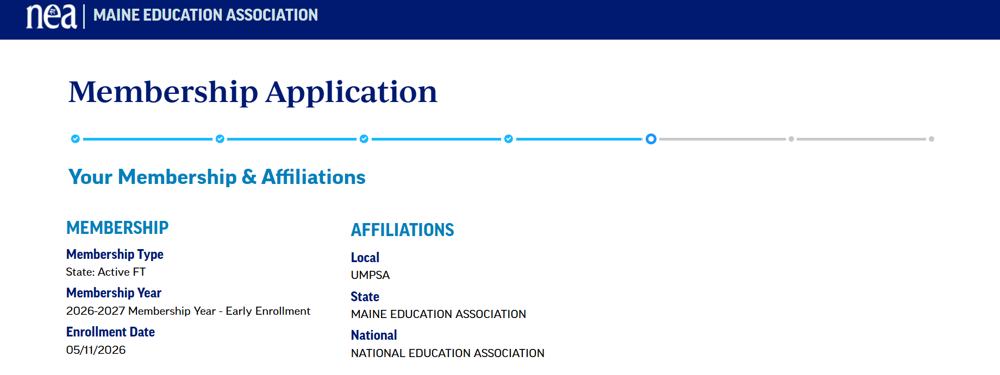 nea | MAINE EDUCATION ASSOCIATION
Membership Application
Your Membership & Affiliations
MEMBERSHIP
Membership Type
State: Active FT
Membership Year
2026-2027 Membership Year - Early Enrollment
Enrollment Date
05/11/2026
AFFILIATIONS
Local
UMPSA
State
MAINE EDUCATION ASSOCIATION
National
NATIONAL EDUCATION ASSOCIATION